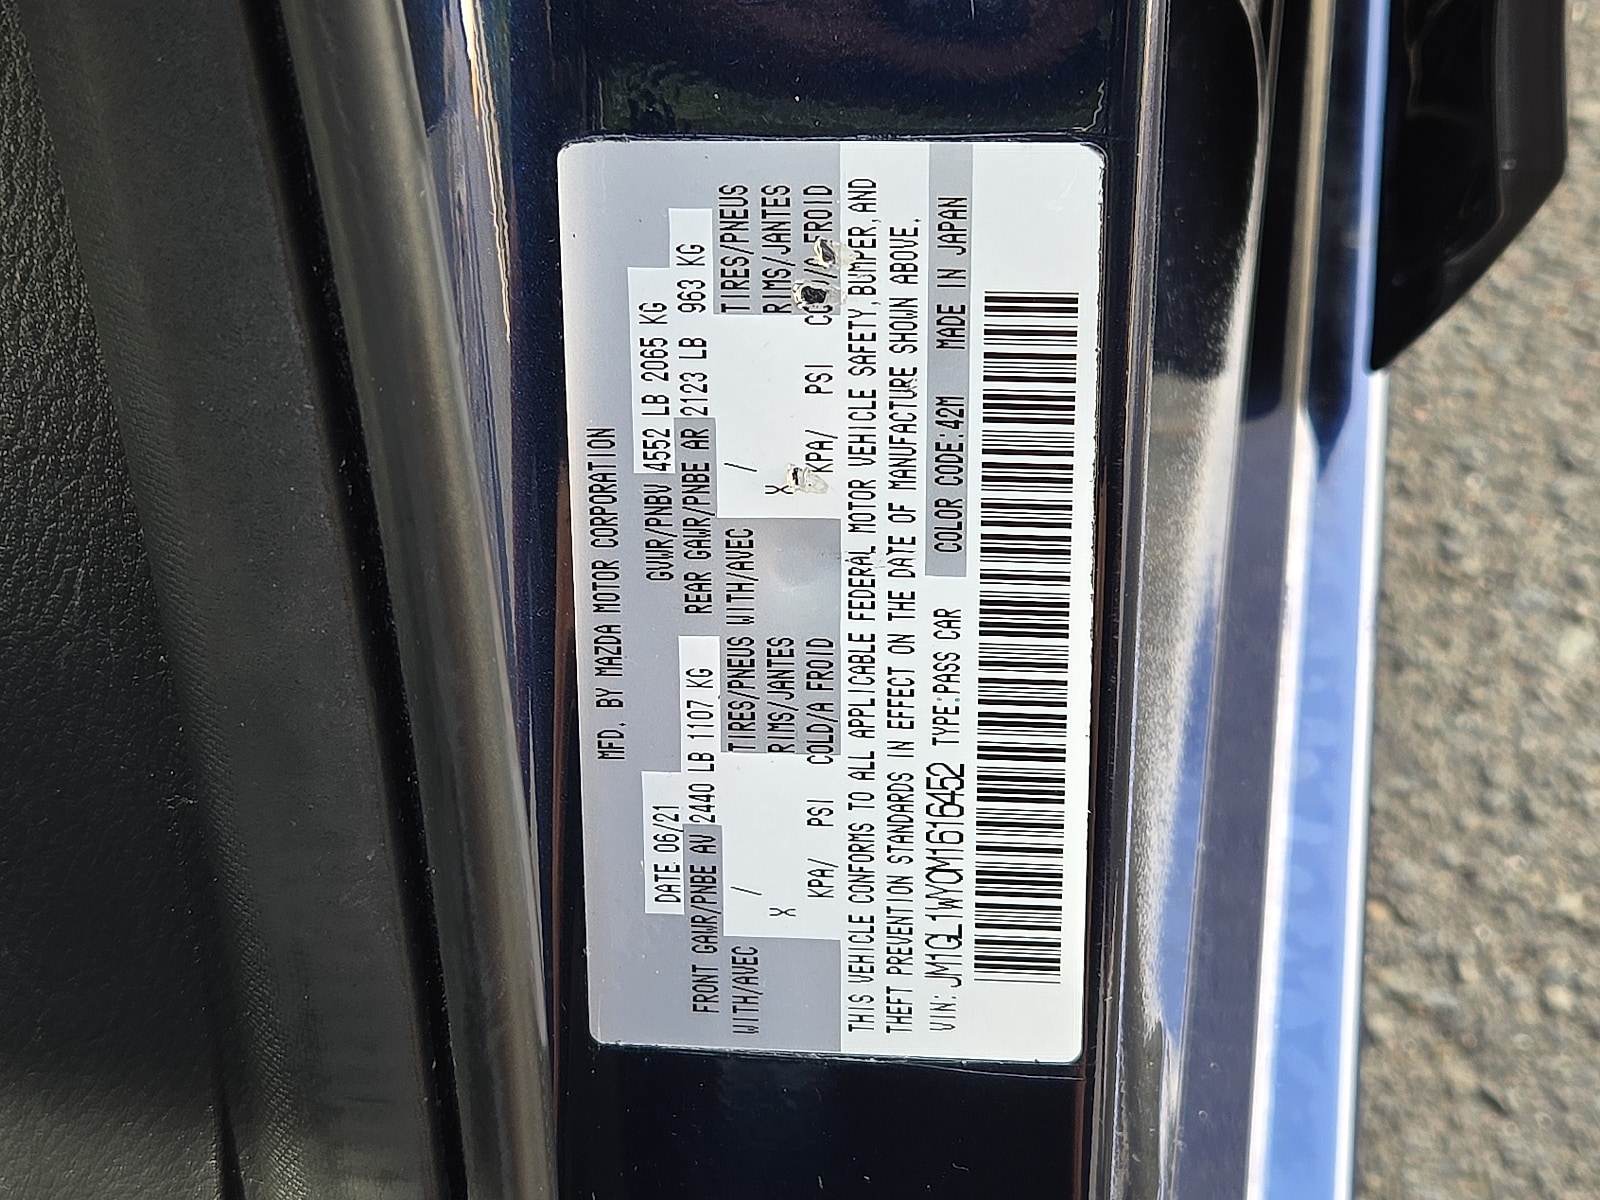 MFD. BY MAZDA MOTOR CORPORATION
DATE 06/21 GVWR/PNBV 4552 LB 2065 KG
FRONT GAWR/PNBE AV 2440 LB 1107 KG REAR GAWR/PNBE AR 2123 LB 963 KG
WITH/AVEC / TIRES/PNEUS WITH/AVEC / TIRES/PNEUS
X RIMS/JANTES X RIMS/JANTES
KPA/ PSI COLD/A FROID KPA/ PSI FROID
THIS VEHICLE CONFORMS TO ALL APPLICABLE FEDERAL MOTOR VEHICLE SAFETY, BUMPER, AND
THEFT PREVENTION STANDARDS IN EFFECT ON THE DATE OF MANUFACTURE SHOWN ABOVE.
VIN: JM1GL1WY0M1616452 TYPE:PASS CAR COLOR CODE:42M MADE IN JAPAN